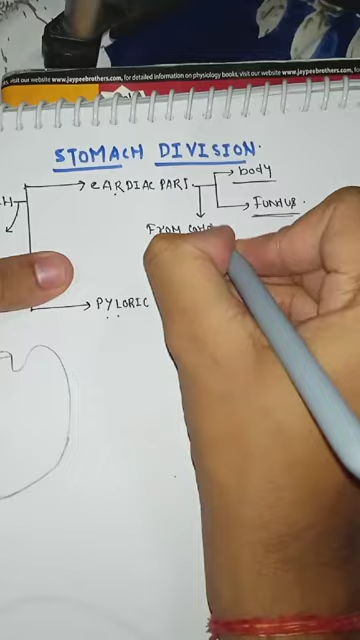 visit our website www.jaypeebrothers.com, for detailed information on physiology books, visit our website www.jaypeebrothers.com,
STOMACH DIVISION.
body
CARDIAC PART.
FUNDUS.
FROM
PYLORIC